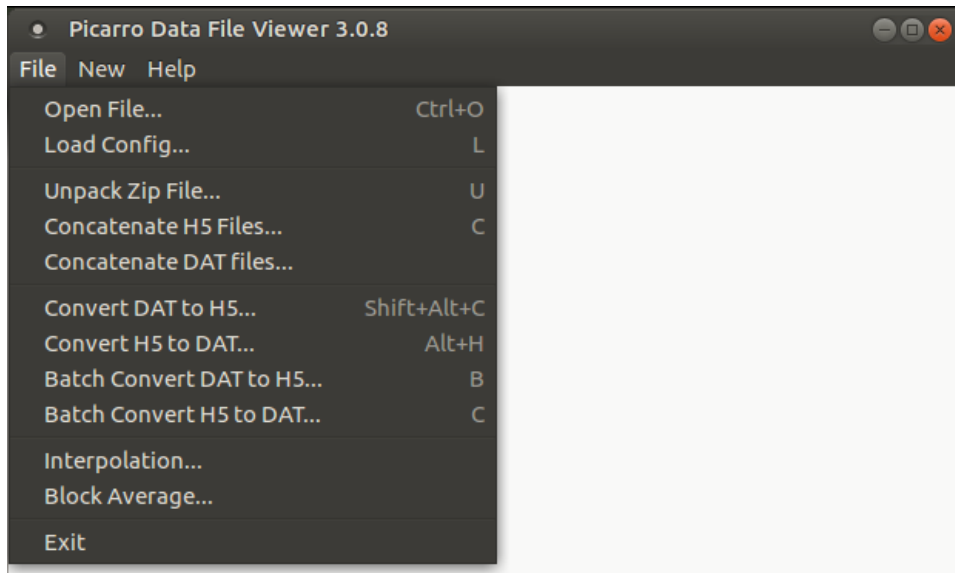 Picarro Data File Viewer 3.0.8
File New Help
Open File... Ctrl+O
Load Config... L
Unpack Zip File... U
Concatenate H5 Files... C
Concatenate DAT files...
Convert DAT to H5... Shift+Alt+C
Convert H5 to DAT... Alt+H
Batch Convert DAT to H5... B
Batch Convert H5 to DAT... C
Interpolation...
Block Average...
Exit